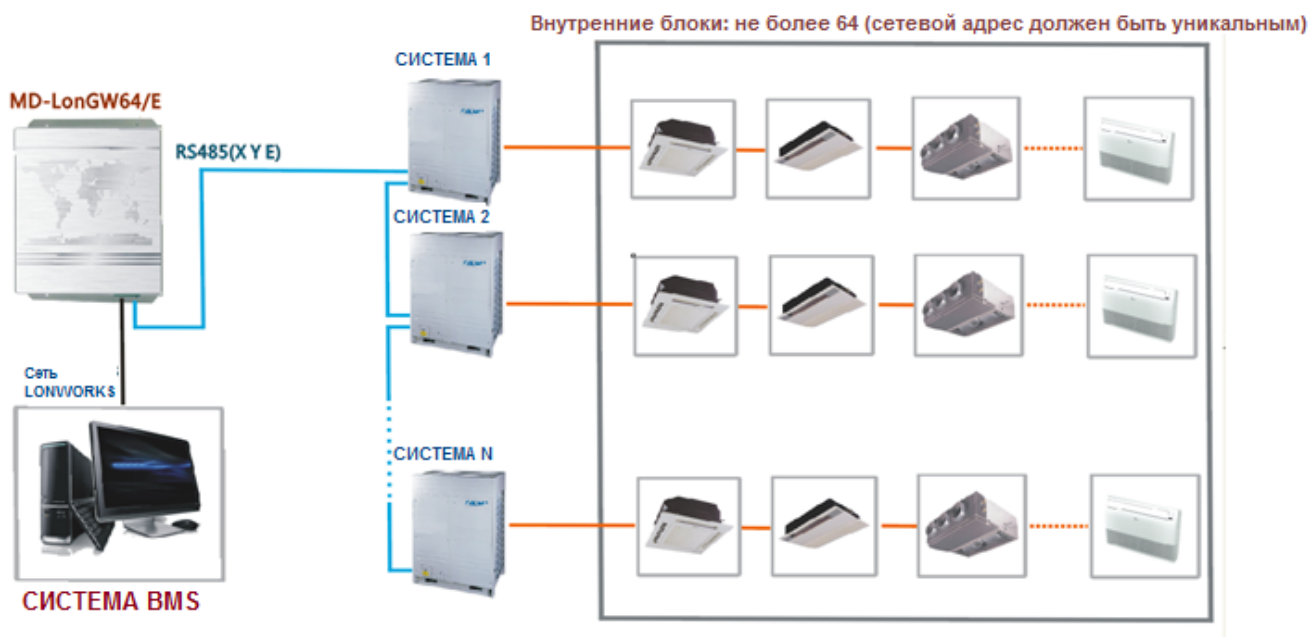 Внутренние блоки: не более 64 (сетевой адрес должен быть уникальным)
СИСТЕМА 1
MD-LonGW64/E
RS485(X Y E)
СИСТЕМА 2
Сеть
LONWORKS
СИСТЕМА N
СИСТЕМА BMS